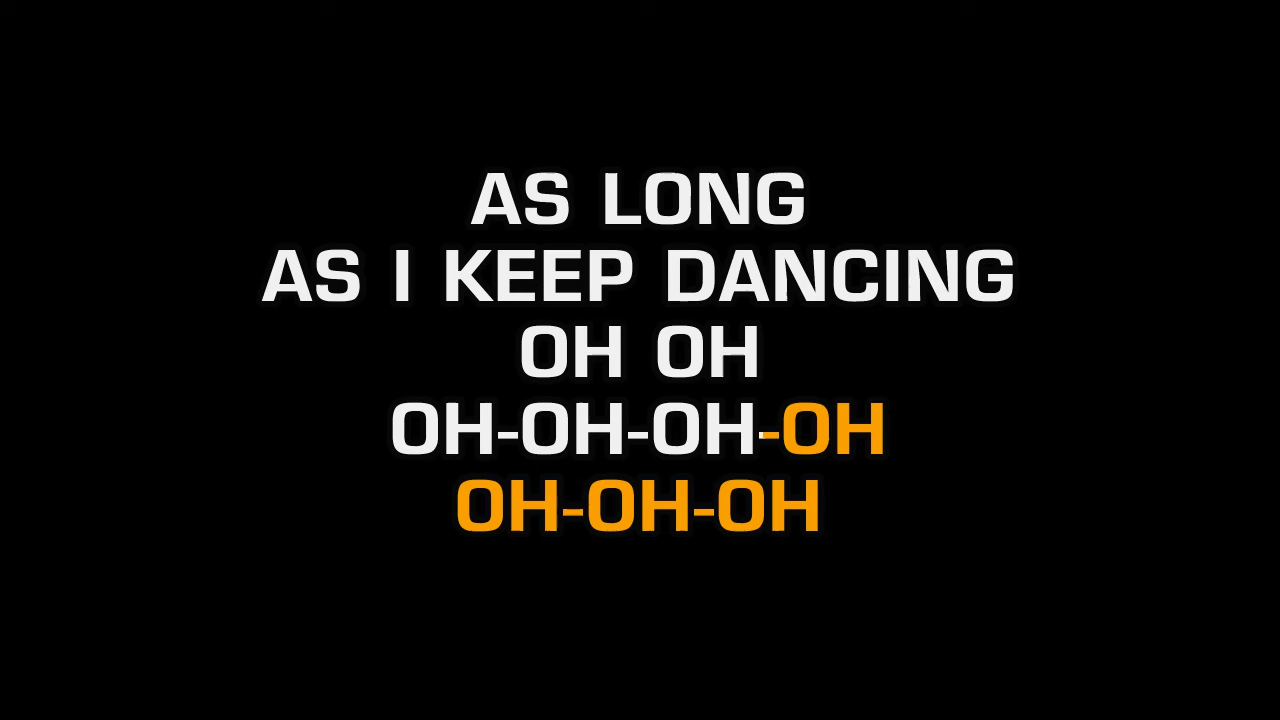 AS LONG
AS I KEEP DANCING
OH OH
OH-OH-OH-OH
OH-OH-OH